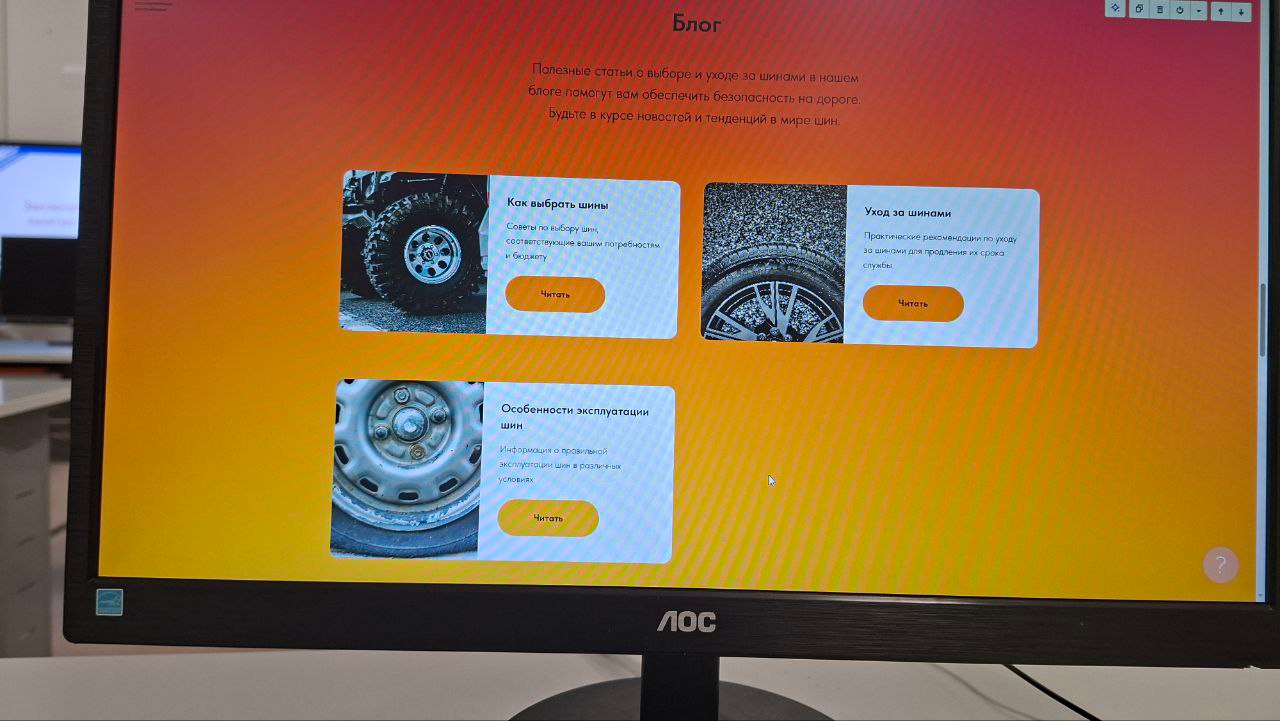 Блог
Полезные статьи о выборе и уходе за шинами в нашем
блоге помогут вам обеспечить безопасность на дороге.
Будьте в курсе новостей и тенденций в мире шин.
Как выбрать шины
Советы по выбору шин,
соответствующие вашим потребностям
и бюджету.
Читать
Уход за шинами
Практические рекомендации по уходу
за шинами для продления их срока
службы.
Читать
Особенности эксплуатации
шин
Информация о правильной
эксплуатации шин в различных
условиях.
Читать
?
AOC